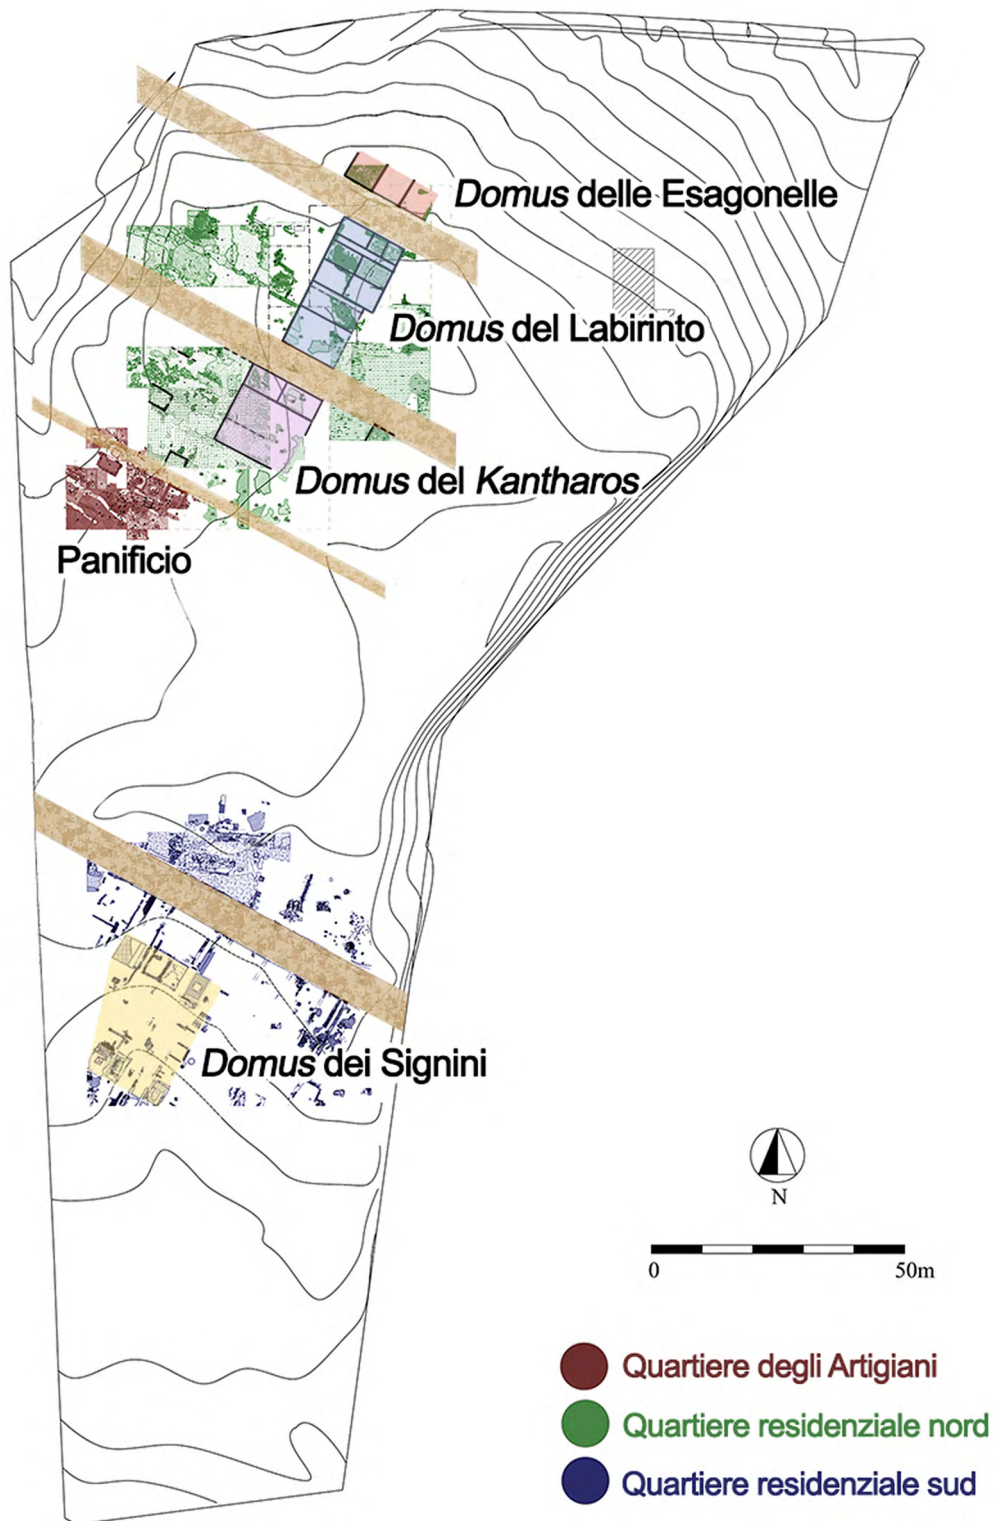 Domus delle Esagonelle
Domus del Labirinto
Domus del Kantharos
Panificio
Domus dei Signini
N
0 50m
Quartiere degli Artigiani
Quartiere residenziale nord
Quartiere residenziale sud